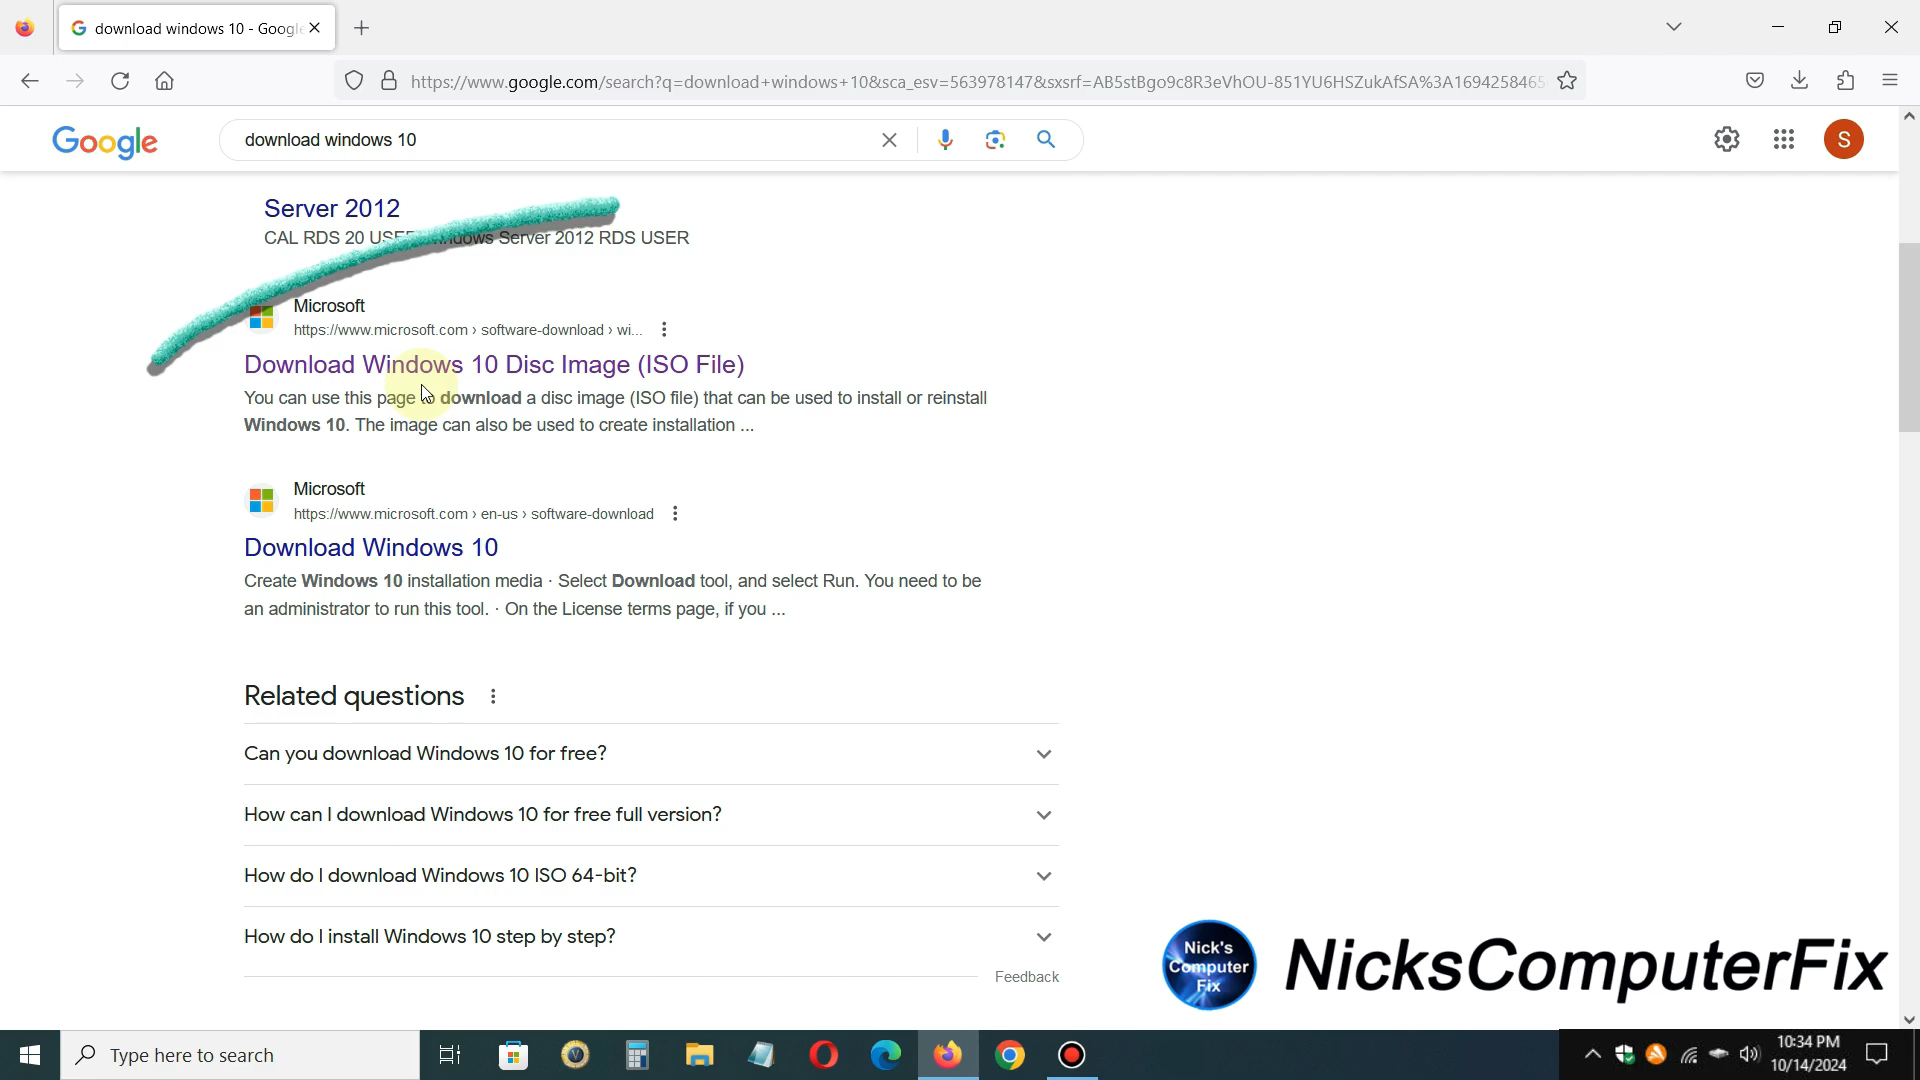 download windows 10 - Google
https://www.google.com/search?q=download+windows+10&sca_esv=563978147&sxsrf=AB5stBgo9c8R3eVhOU-851YU6HSZukAfSA%3A1694258465
Google
download windows 10
S
Server 2012
CAL RDS 20 USER Windows Server 2012 RDS USER
Microsoft
https://www.microsoft.com › software-download › wi...
Download Windows 10 Disc Image (ISO File)
You can use this page to download a disc image (ISO file) that can be used to install or reinstall
Windows 10. The image can also be used to create installation ...
Microsoft
https://www.microsoft.com › en-us › software-download
Download Windows 10
Create Windows 10 installation media · Select Download tool, and select Run. You need to be
an administrator to run this tool. · On the License terms page, if you ...
Related questions
Can you download Windows 10 for free?
How can I download Windows 10 for free full version?
How do I download Windows 10 ISO 64-bit?
How do I install Windows 10 step by step?
Feedback
Nick's
Computer
Fix
NicksComputerFix
Type here to search
10:34 PM
10/14/2024